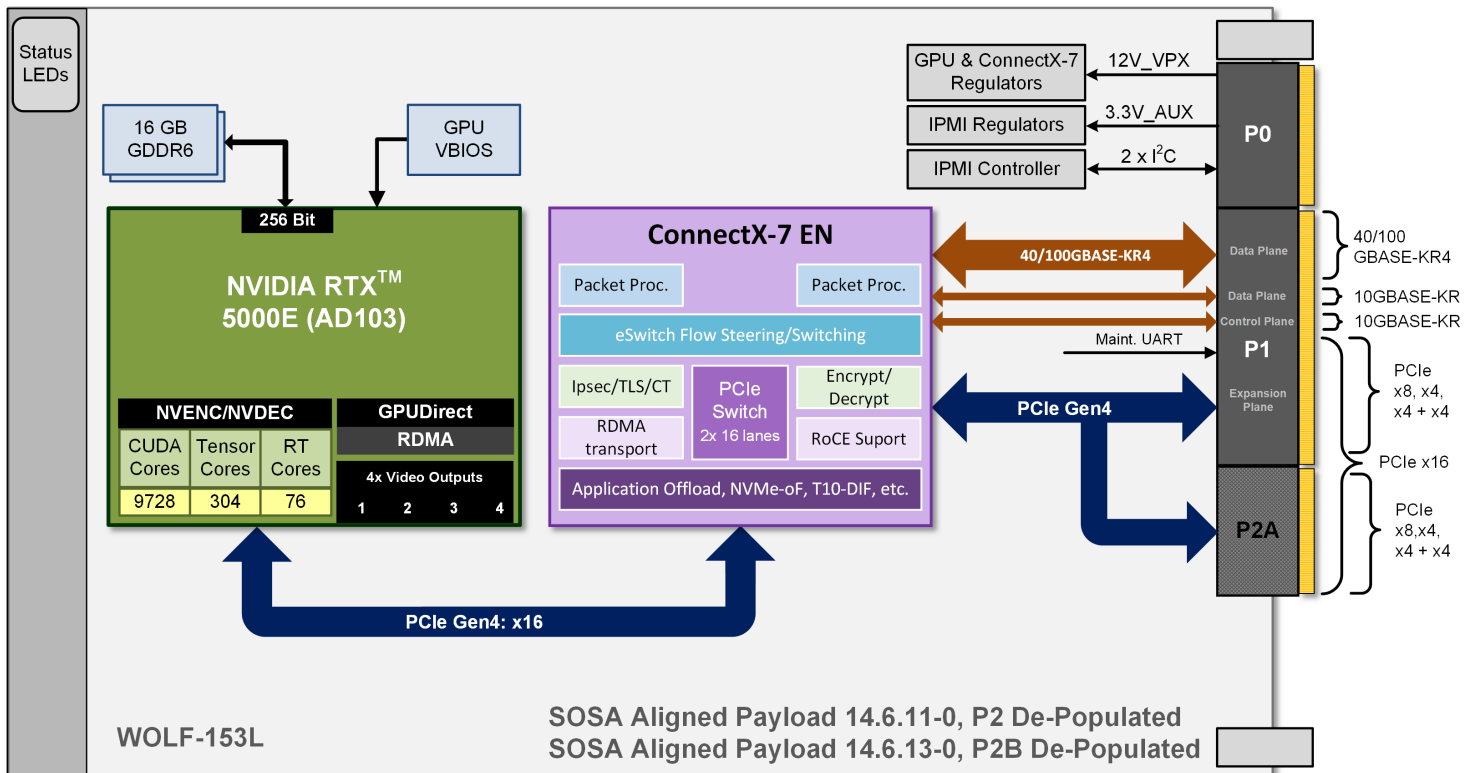 Status
LEDs
16 GB
GDDR6
GPU
VBIOS
GPU & ConnectX-7
Regulators
12V_VPX
IPMI Regulators
3.3V_AUX
IPMI Controller
2 x I²C
P0
256 Bit
NVIDIA RTX™
5000E (AD103)
NVENC/NVDEC
CUDA
Cores
Tensor
Cores
RT
Cores
9728
304
76
GPUDirect
RDMA
4x Video Outputs
1 2 3 4
ConnectX-7 EN
Packet Proc.
Packet Proc.
eSwitch Flow Steering/Switching
Ipsec/TLS/CT
PCIe
Switch
2x 16 lanes
Encrypt/
Decrypt
RDMA
transport
RoCE Suport
Application Offload, NVMe-oF, T10-DIF, etc.
40/100GBASE-KR4
Data Plane
40/100
GBASE-KR4
Data Plane
10GBASE-KR
Control Plane
10GBASE-KR
Maint. UART
P1
PCIe Gen4
Expansion
Plane
PCIe
x8, x4,
x4 + x4
PCIe x16
P2A
PCIe
x8,x4,
x4 + x4
PCIe Gen4: x16
WOLF-153L
SOSA Aligned Payload 14.6.11-0, P2 De-Populated
SOSA Aligned Payload 14.6.13-0, P2B De-Populated